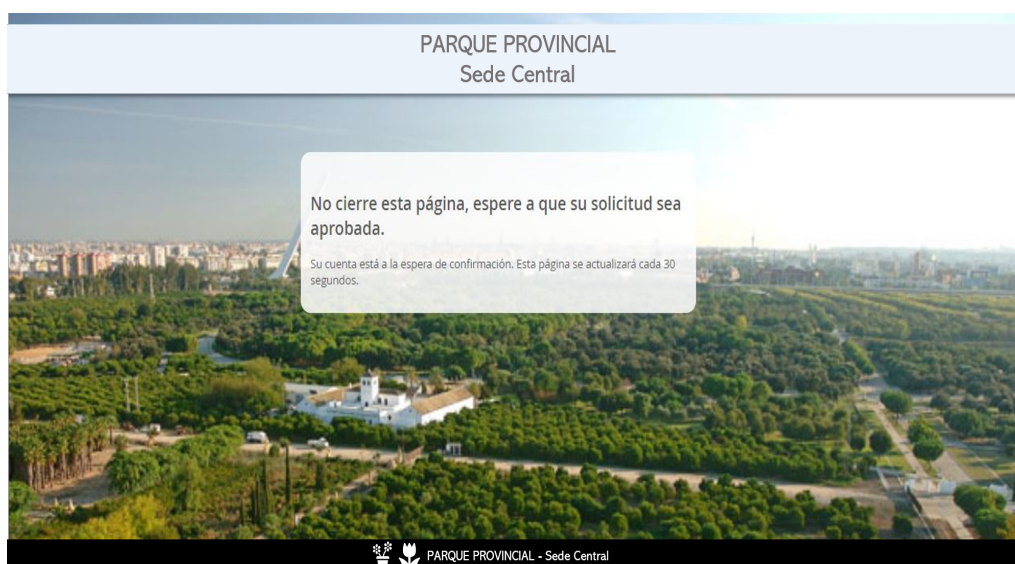 PARQUE PROVINCIAL
Sede Central
No cierre esta página, espere a que su solicitud sea
aprobada.
Su cuenta está a la espera de confirmación. Esta página se actualizará cada 30
segundos.
PARQUE PROVINCIAL - Sede Central